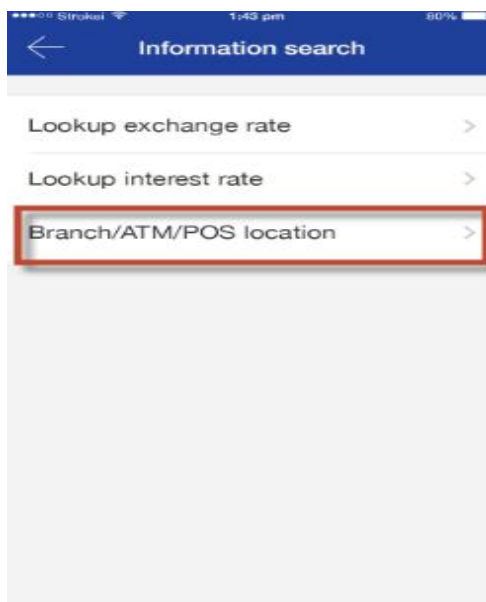 Strokei 1:43 pm 80%
Information search
Lookup exchange rate
Lookup interest rate
Branch/ATM/POS location